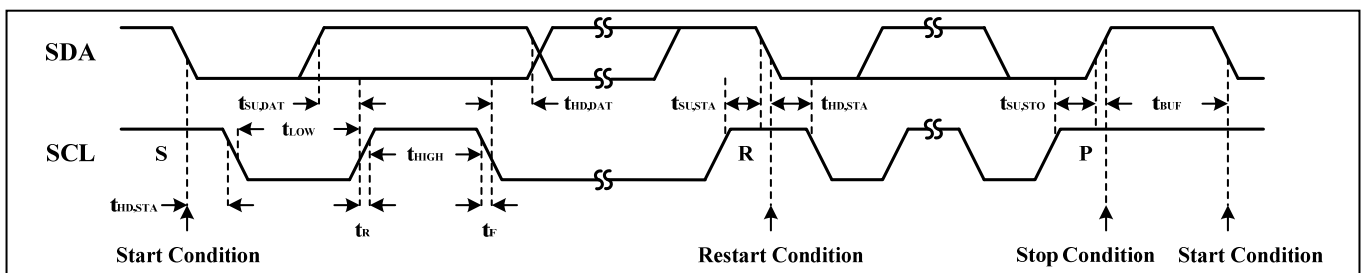 SDA
tSU,DAT
tHD,DAT
tSU,STA
tHD,STA
tSU,STO
tBUF
tLOW
SCL
S
tHIGH
R
P
tHD,STA
tR
tF
Start Condition
Restart Condition
Stop Condition
Start Condition